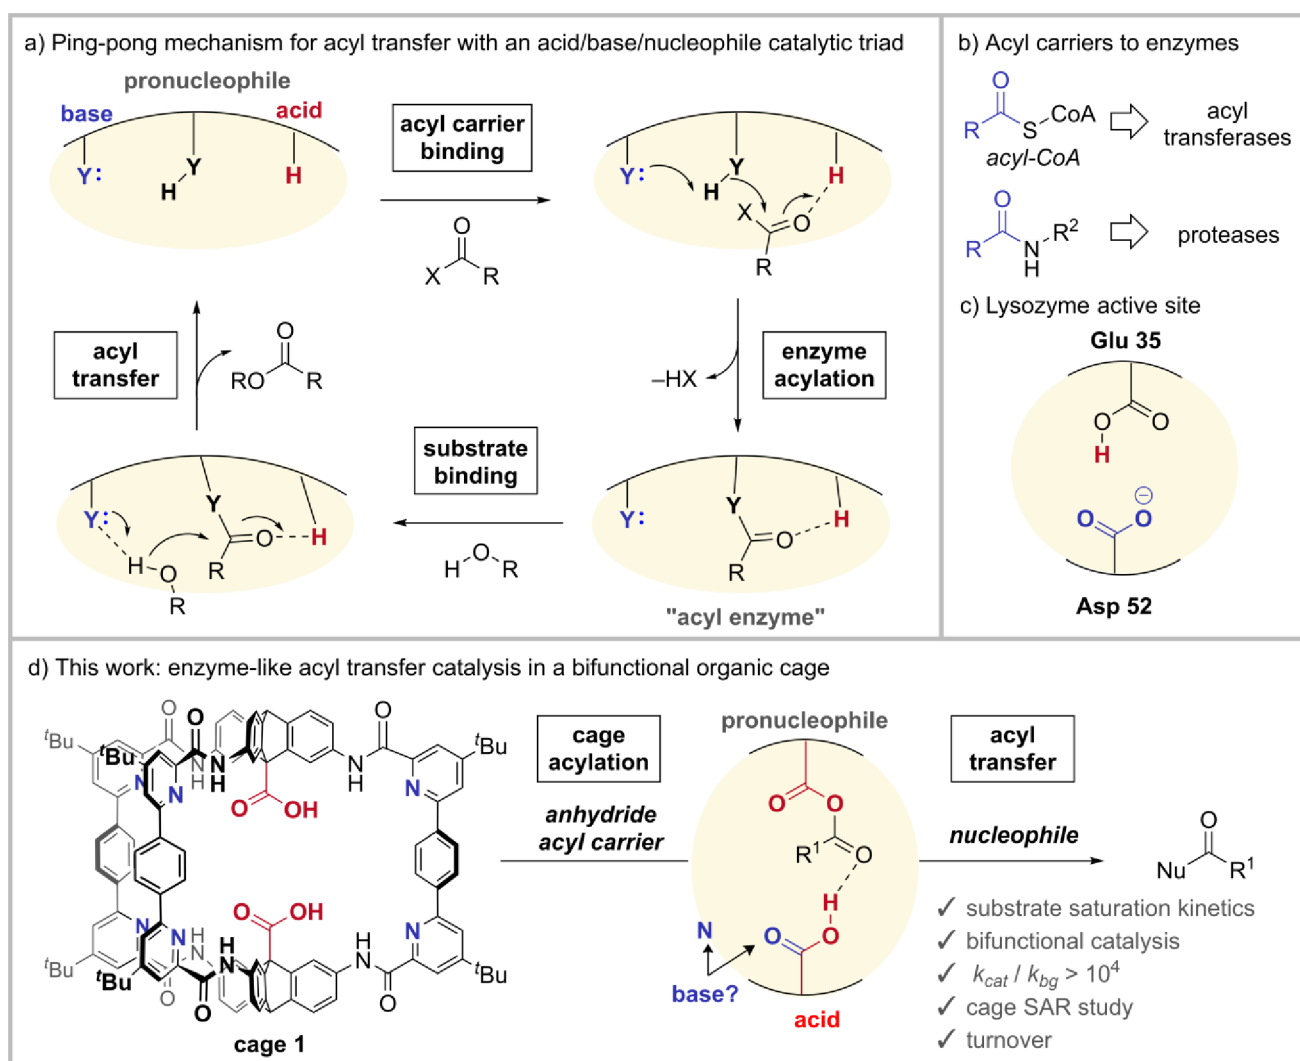 a) Ping-pong mechanism for acyl transfer with an acid/base/nucleophile catalytic triad
pronucleophile
base
acid
Y:
H
Y
H
acyl carrier
binding
O
X
R
Y:
H
Y
H
X
O
R
acyl
transfer
O
RO
R
–HX
enzyme
acylation
substrate
binding
H
O
R
Y:
Y
H
O
R
O
H
R
Y:
Y
O
H
R
"acyl enzyme"
b) Acyl carriers to enzymes
O
R
S
CoA
acyl-CoA
acyl
transferases
O
R
N
H
R²
proteases
c) Lysozyme active site
Glu 35
O
O
H
O
O
⊖
Asp 52
d) This work: enzyme-like acyl transfer catalysis in a bifunctional organic cage
ᵗBu
ᵗBu
O
O
N
H
N
H
O
OH
O
N
H
ᵗBu
N
N
N
O
OH
N
N
N
N
H
N
H
N
H
O
O
O
ᵗBu
ᵗBu
ᵗBu
cage 1
cage
acylation
anhydride
acyl carrier
pronucleophile
O
O
R¹
O
H
O
O
N
base?
acid
acyl
transfer
nucleophile
O
Nu
R¹
✓ substrate saturation kinetics
✓ bifunctional catalysis
✓ k_cat / k_bg > 10⁴
✓ cage SAR study
✓ turnover